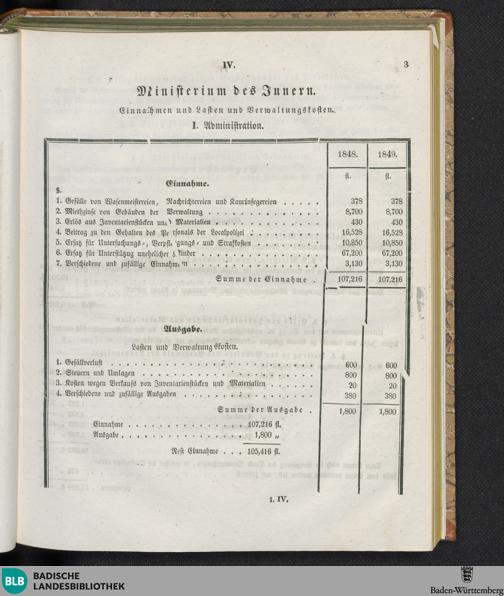 IV. 3
Ministerium des Innern.
Einnahmen und Lasten und Verwaltungskosten.
I. Administration.
1848. 1849.
fl. fl.
Einnahme.
§.
1. Gefälle von Wasenmeistereien, Nachrichtereien und Kaminfegereien . . . . . 378 378
2. Miethzinse von Gebäuden der Verwaltung . . . . . 8,700 8,700
3. Erlös aus Inventarienstücken und Materialien . . . . . 430 430
4. Beitrag zu den Gehalten des Personals der Localpolizei . . . . . 16,528 16,528
5. Ersatz für Untersuchungs-, Verpflegungs- und Straffosten . . . . . 10,850 10,850
6. Ersatz für Unterstützung unehelicher Kinder . . . . . 67,200 67,200
7. Verschiedene und zufällige Einnahmen . . . . . 3,130 3,130
Summe der Einnahme . 107,216 107,216
Ausgabe.
Lasten und Verwaltungskosten.
1. Gefällverlust . . . . . 600 600
2. Steuern und Umlagen . . . . . 800 800
3. Kosten wegen Verkaufs von Inventarienstücken und Materialien . . . . . 20 20
4. Verschiedene und zufällige Ausgaben . . . . . 380 380
Summe der Ausgabe . 1,800 1,800
Einnahme . . . . . 107,216 fl.
Ausgabe . . . . . 1,800 „
Rest Einnahme . . . 105,416 fl.
1. IV.
BLB BADISCHE
LANDESBIBLIOTHEK
Baden-Württemberg